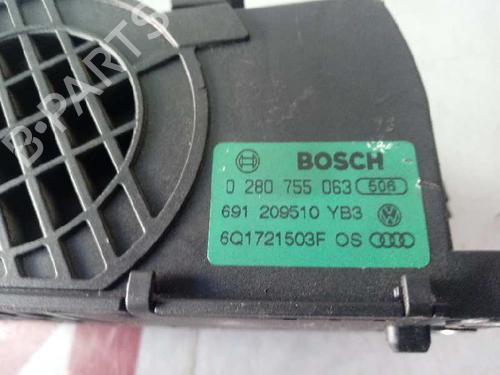 B-PARTS
BOSCH
0 280 755 063 506
691 209510 YB3
6Q1721503F OS